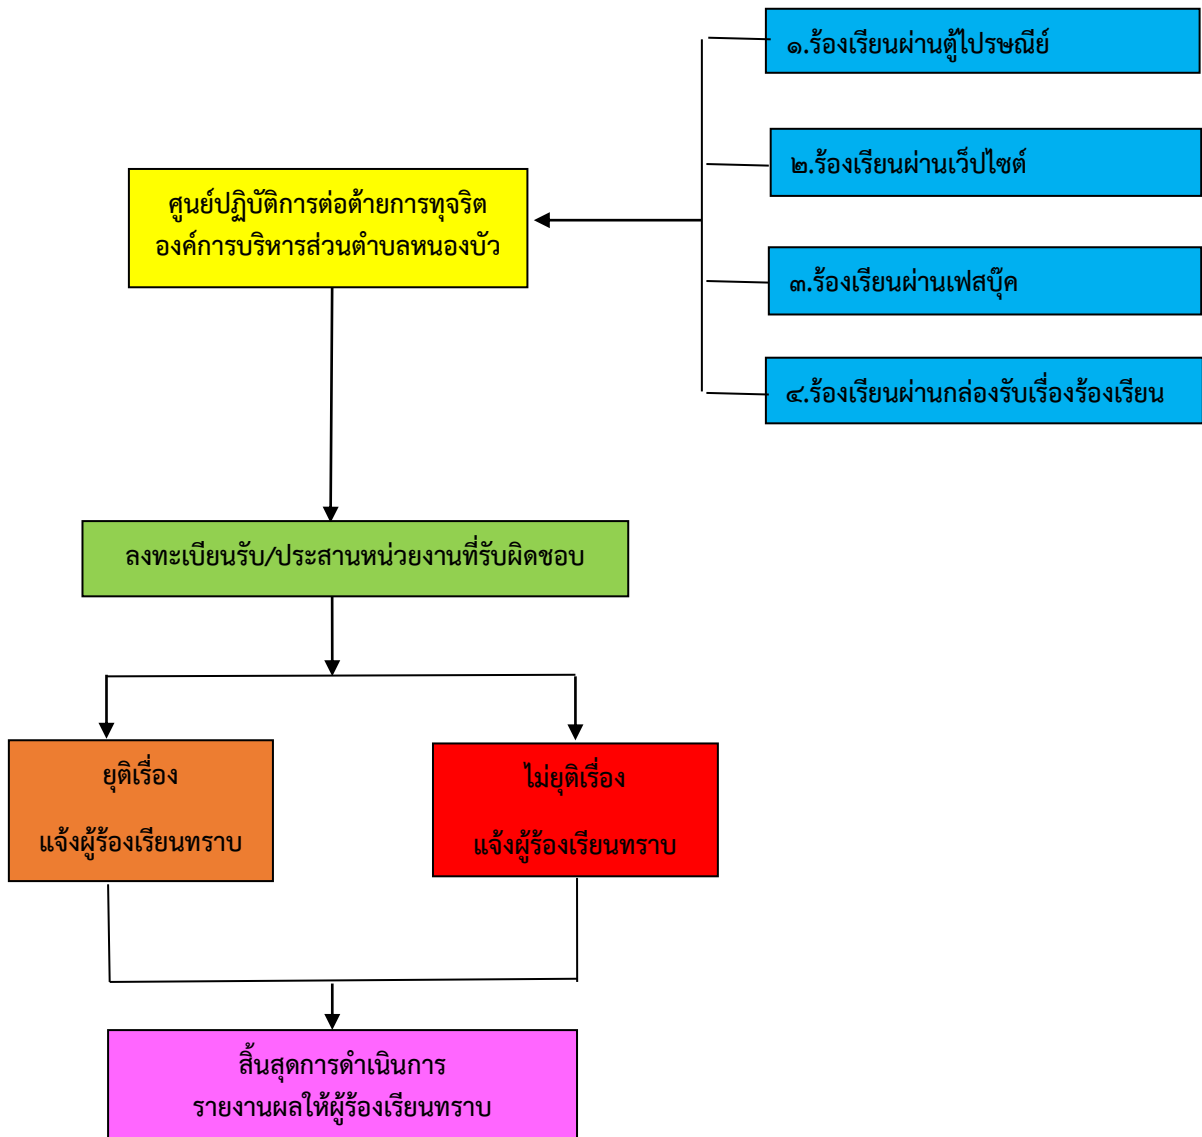 ๑.ร้องเรียนผ่านตู้ไปรษณีย์
๒.ร้องเรียนผ่านเว็ปไซต์
ศูนย์ปฏิบัติการต่อต้ายการทุจริต
องค์การบริหารส่วนตำบลหนองบัว
๓.ร้องเรียนผ่านเฟสบุ๊ค
๔.ร้องเรียนผ่านกล่องรับเรื่องร้องเรียน
ลงทะเบียนรับ/ประสานหน่วยงานที่รับผิดชอบ
ยุติเรื่อง
แจ้งผู้ร้องเรียนทราบ
ไม่ยุติเรื่อง
แจ้งผู้ร้องเรียนทราบ
สิ้นสุดการดำเนินการ
รายงานผลให้ผู้ร้องเรียนทราบ